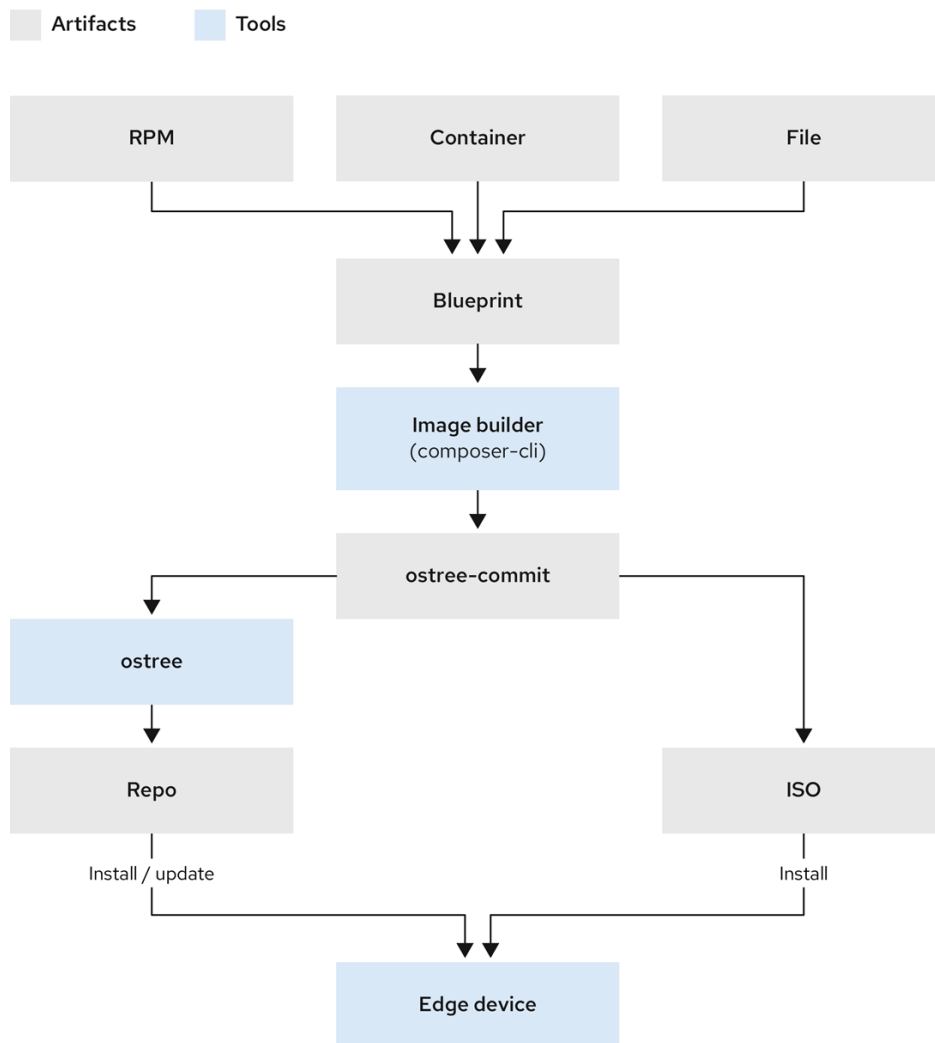 Artifacts
Tools
RPM
Container
File
Blueprint
Image builder
(composer-cli)
ostree-commit
ostree
Repo
ISO
Install / update
Install
Edge device